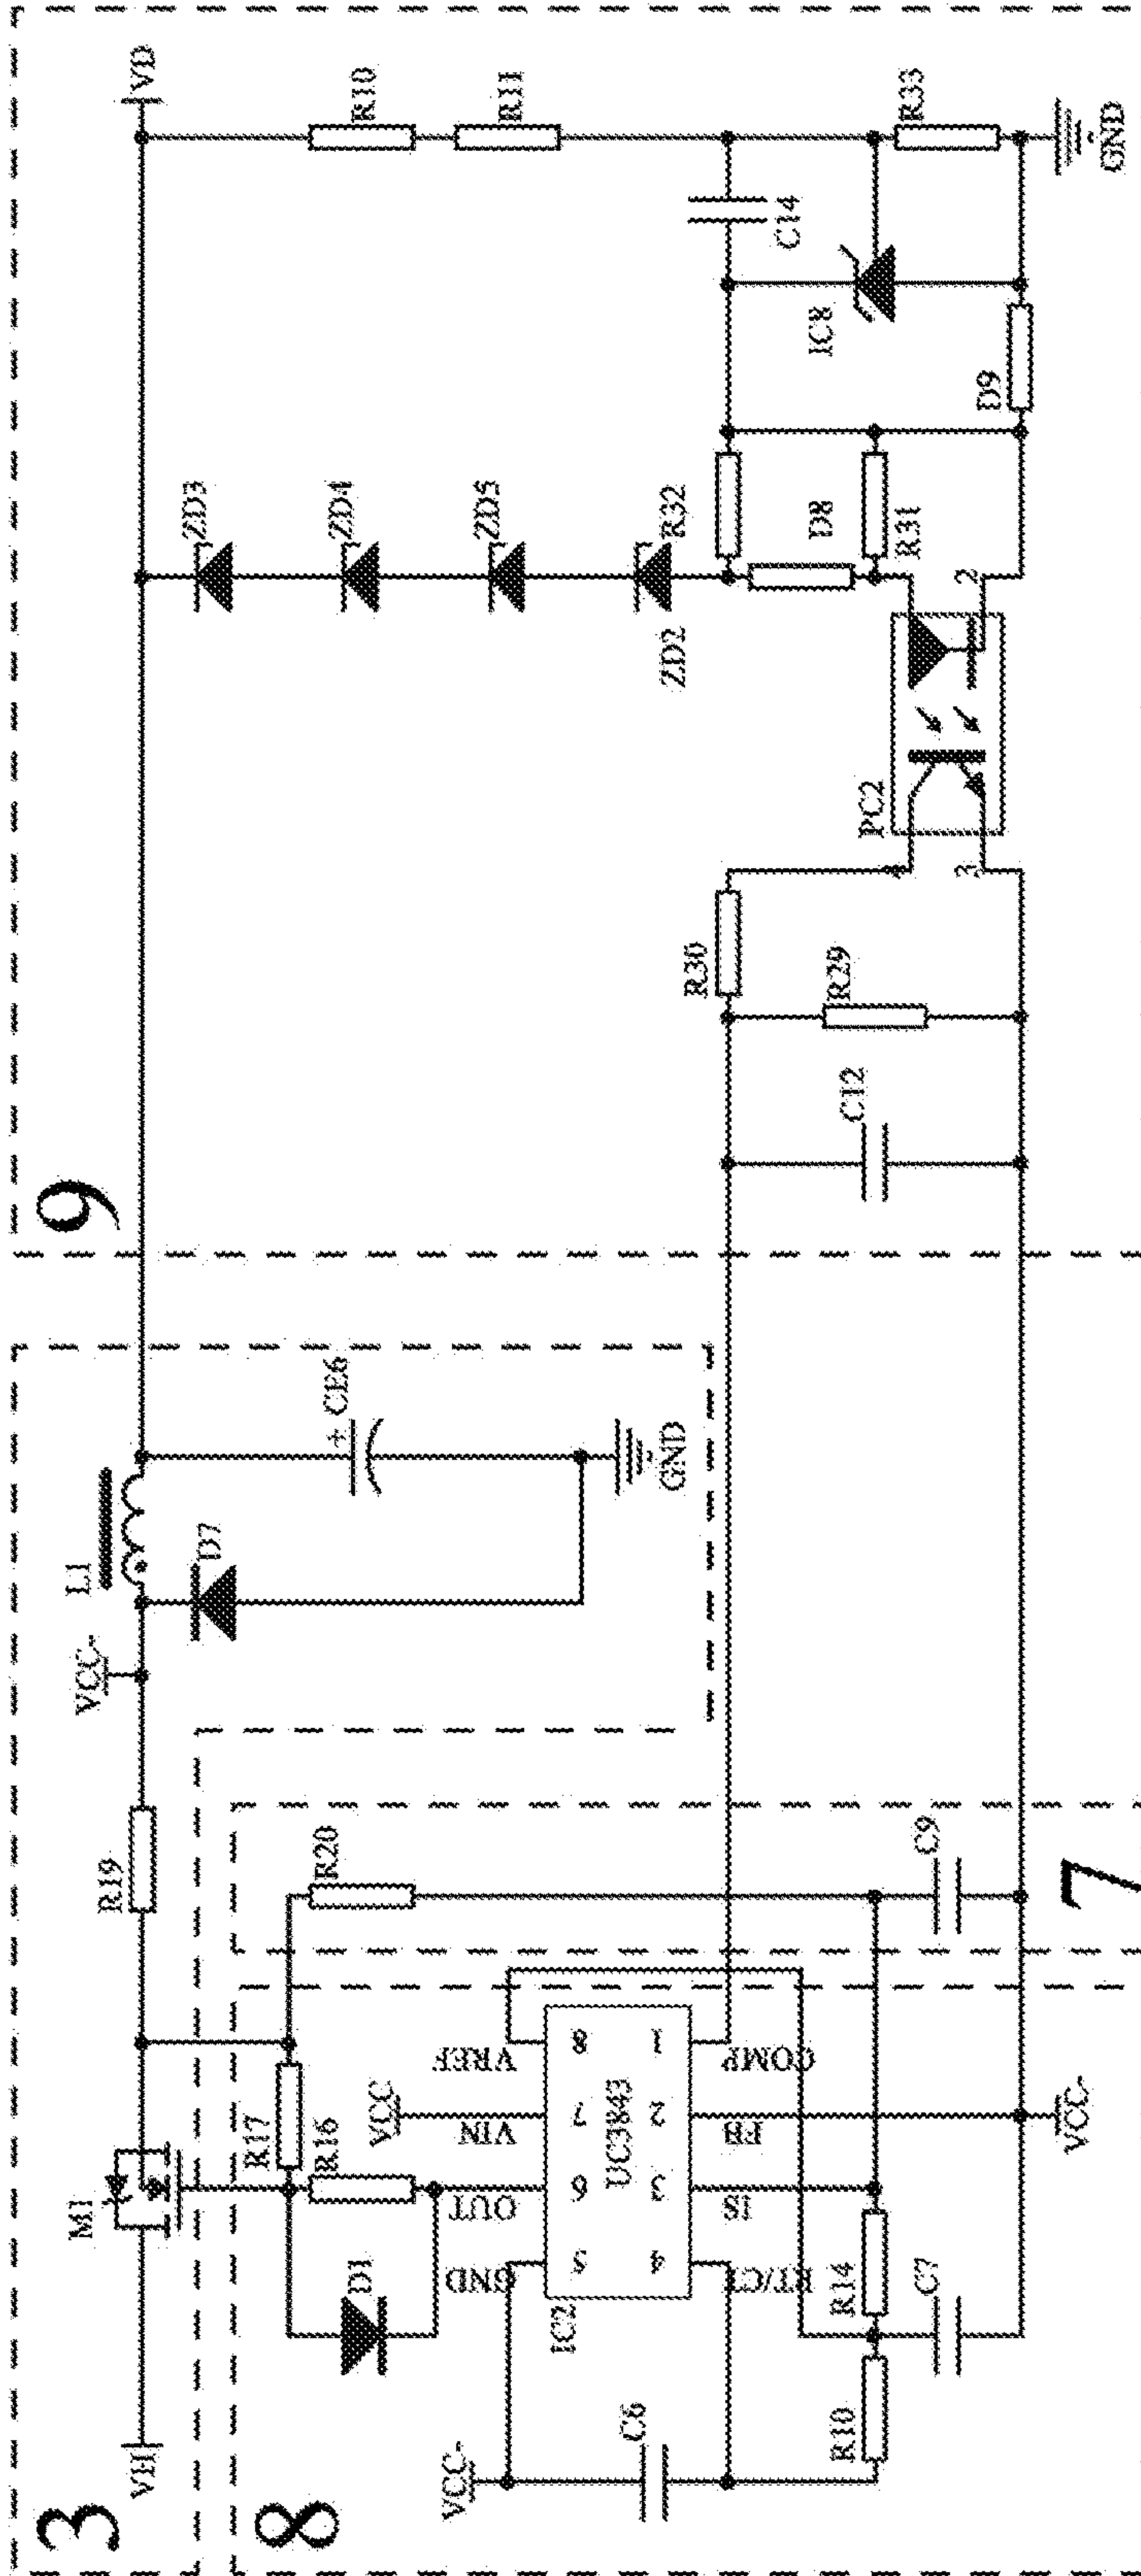 3
VH
M1
R19
VCC-
L1
D7
+ CE6
GND
9
VD
ZD3
ZD4
ZD5
ZD2
R32
R10
R11
C14
IC8
R33
GND
D8
R31
D9
PC2
2
3
R30
R29
C12
8
D1
R17
R16
R20
VCC
VREF
VIN
OUT
GND
5
6
7
8
UC3843
4
3
2
1
IC2
COMP
FB
IS
RT/CT
VCC-
C6
R10
R14
C7
VCC-
C9
7